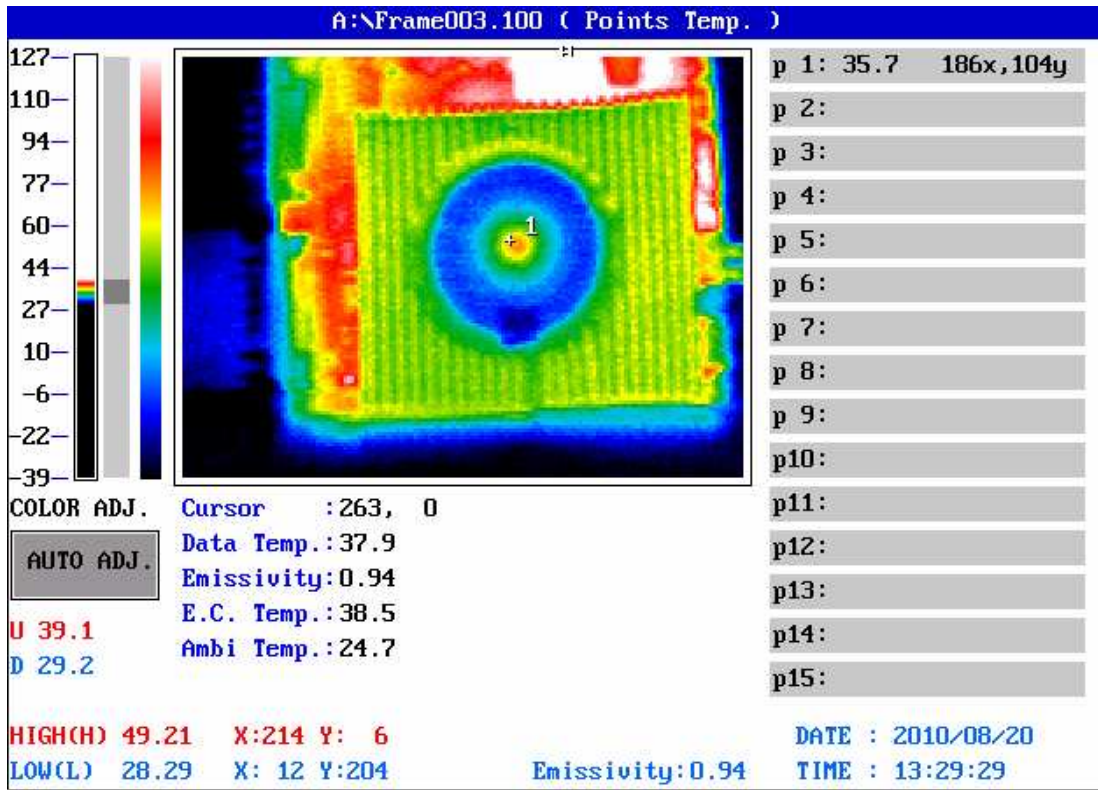 A:\Frame003.100 ( Points Temp. )
127
110
94
77
60
44
27
10
-6
-22
-39
COLOR ADJ.
AUTO ADJ.
U 39.1
D 29.2
1
Cursor :263, 0
Data Temp.:37.9
Emissivity:0.94
E.C. Temp.:38.5
Ambi Temp.:24.7
p 1: 35.7 186x,104y
p 2:
p 3:
p 4:
p 5:
p 6:
p 7:
p 8:
p 9:
p10:
p11:
p12:
p13:
p14:
p15:
HIGH(H) 49.21 X:214 Y: 6
LOW(L) 28.29 X: 12 Y:204
Emissivity:0.94
DATE : 2010/08/20
TIME : 13:29:29